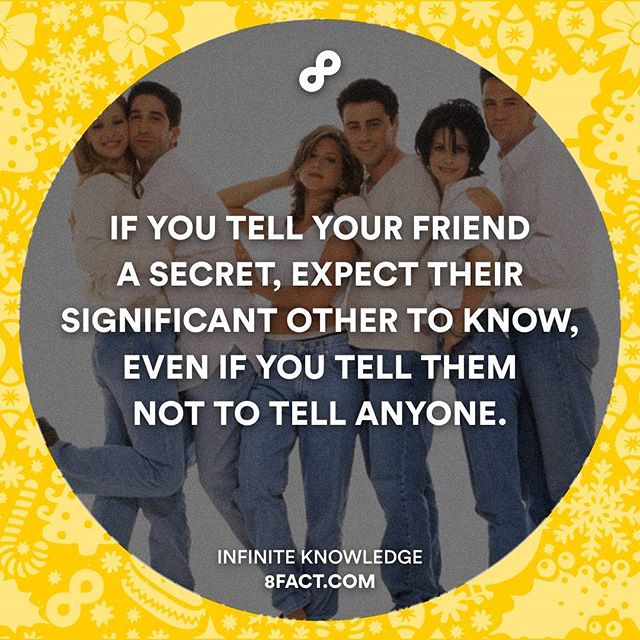 IF YOU TELL YOUR FRIEND
A SECRET, EXPECT THEIR
SIGNIFICANT OTHER TO KNOW,
EVEN IF YOU TELL THEM
NOT TO TELL ANYONE.
INFINITE KNOWLEDGE
8FACT.COM